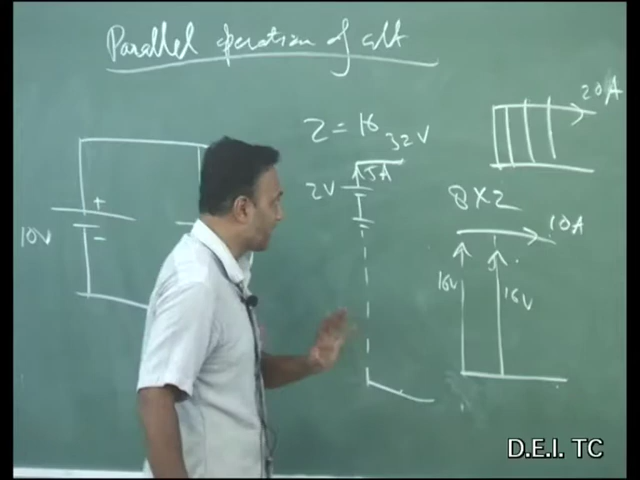 Parallel operation of alt
Z = 16
32V
5A
2V
10V
+
-
20A
8X2
10A
16V
16V
D.E.I. TC